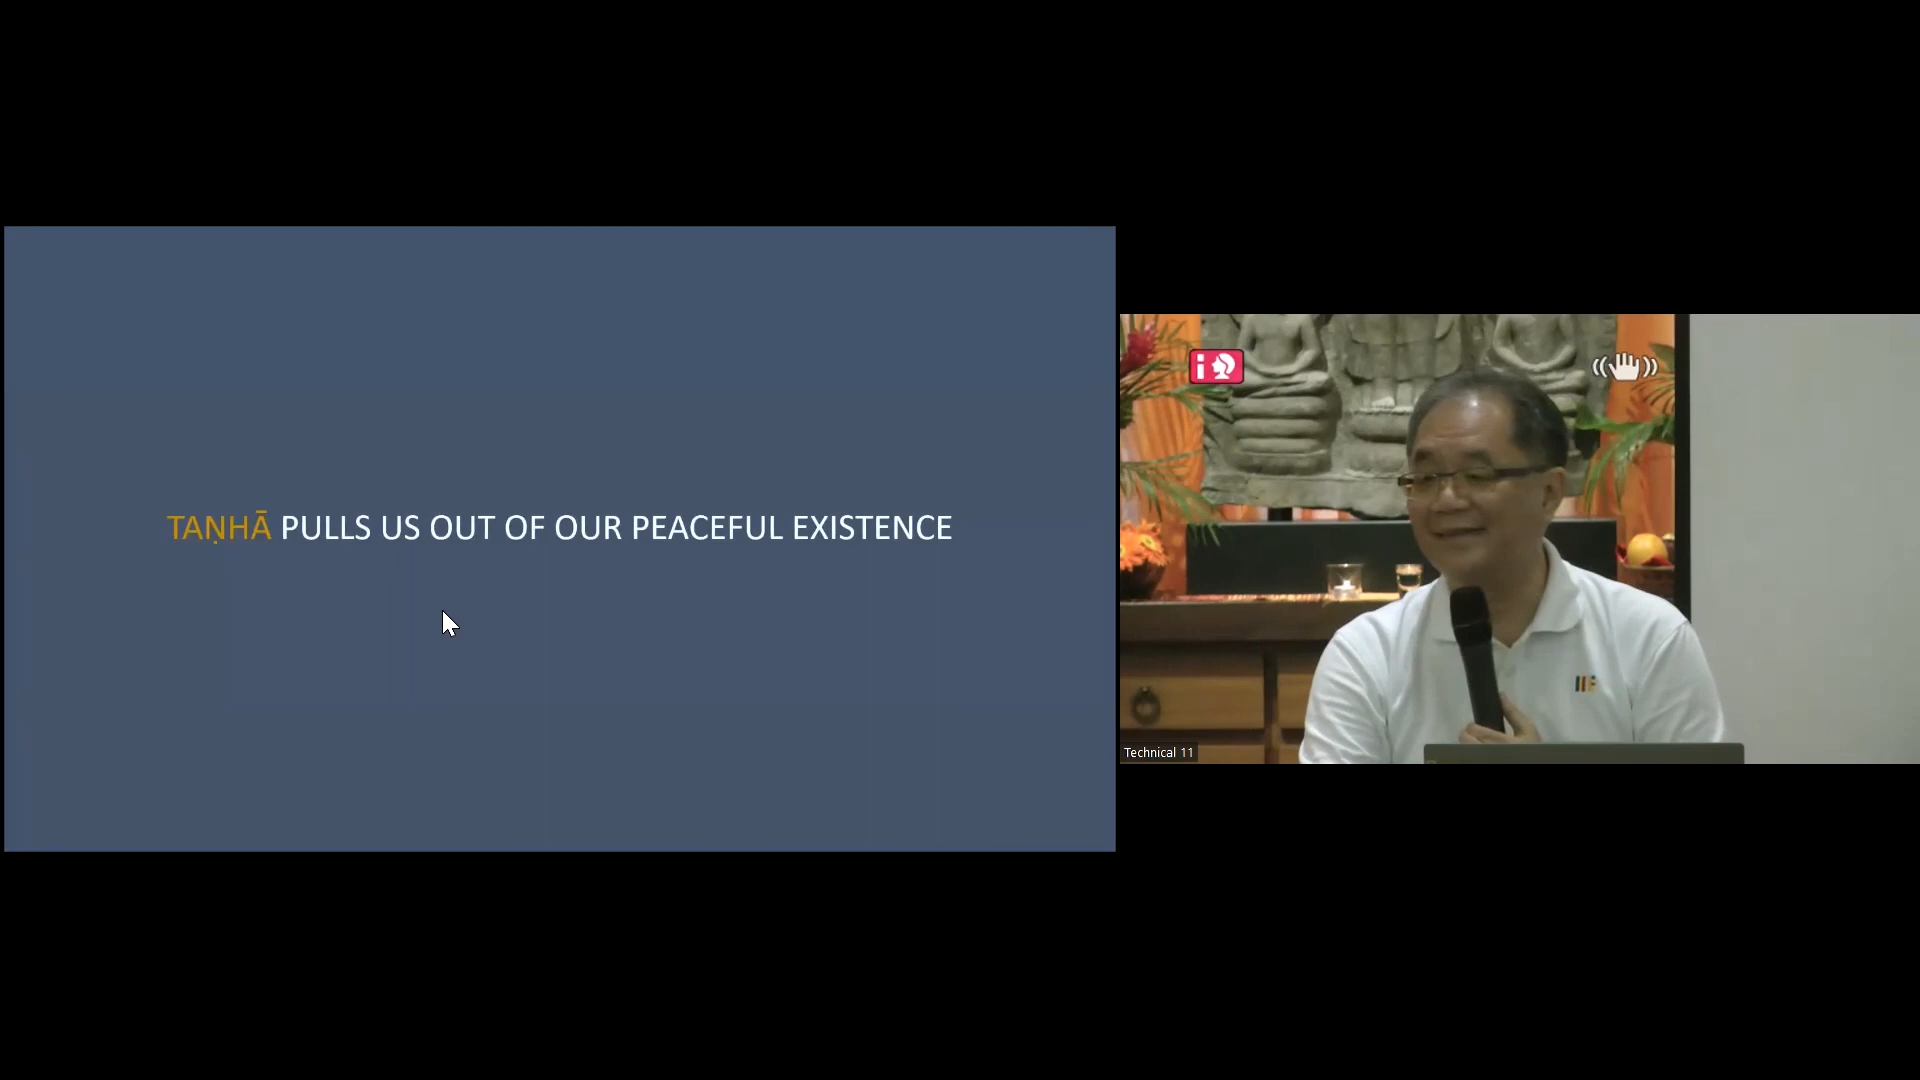 TAṆHĀ PULLS US OUT OF OUR PEACEFUL EXISTENCE
Technical 11